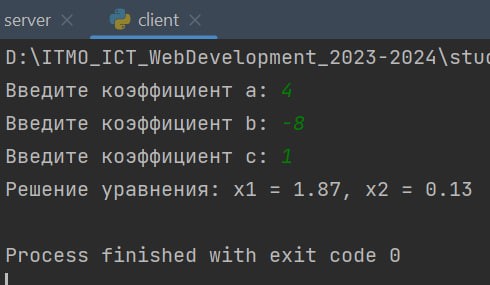 server client
D:\ITMO_ICT_WebDevelopment_2023-2024\stud
Введите коэффициент a: 4
Введите коэффициент b: -8
Введите коэффициент c: 1
Решение уравнения: x1 = 1.87, x2 = 0.13
Process finished with exit code 0